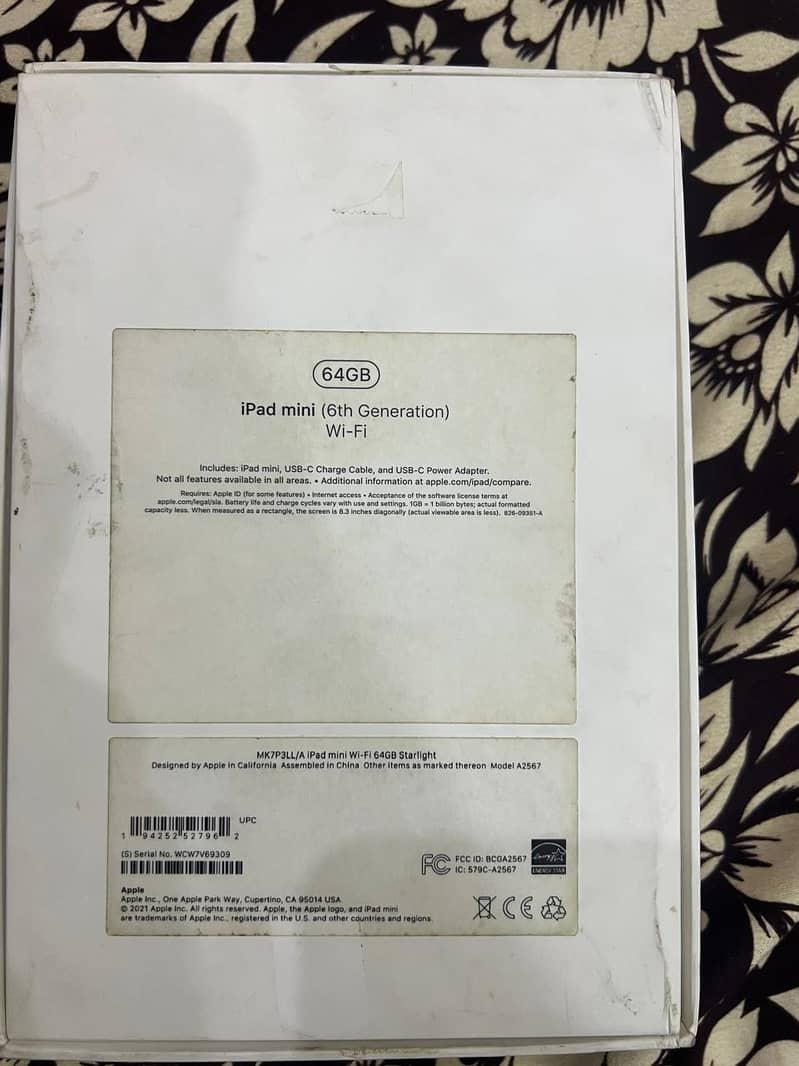 64GB
iPad mini (6th Generation)
Wi-Fi
Includes: iPad mini, USB-C Charge Cable, and USB-C Power Adapter.
Not all features available in all areas. • Additional information at apple.com/ipad/compare.
Requires: Apple ID (for some features) • Internet access • Acceptance of the software license terms at
apple.com/legal/sla. Battery life and charge cycles vary with use and settings. 1GB = 1 billion bytes; actual formatted
capacity less. When measured as a rectangle, the screen is 8.3 inches diagonally (actual viewable area is less). 826-09351-A
MK7P3LL/A iPad mini Wi-Fi 64GB Starlight
Designed by Apple in California Assembled in China Other items as marked thereon Model A2567
UPC
1 94252 52796 2
(S) Serial No. WCW7V69309
FCC ID: BCGA2567
IC: 579C-A2567
ENERGY STAR
Apple
Apple Inc., One Apple Park Way, Cupertino, CA 95014 USA
© 2021 Apple Inc. All rights reserved. Apple, the Apple logo, and iPad mini
are trademarks of Apple Inc., registered in the U.S. and other countries and regions.